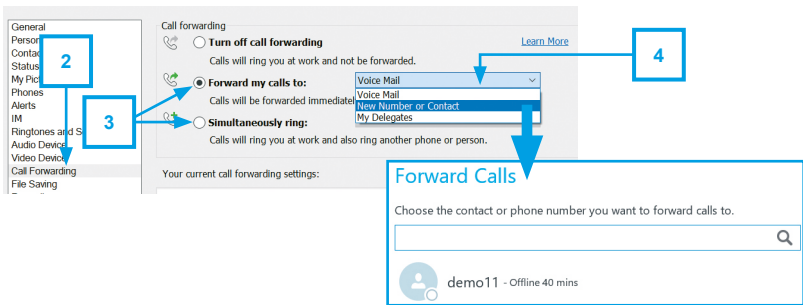 General
Person
Contac
Status
My Pict
Phones
Alerts
IM
Ringtones and S
Audio Device
Video Device
Call Forwarding
File Saving
2
3
Call forwarding
Turn off call forwarding
Learn More
Calls will ring you at work and not be forwarded.
Forward my calls to:
Voice Mail
Calls will be forwarded immediatel
Voice Mail
New Number or Contact
My Delegates
4
Simultaneously ring:
Calls will ring you at work and also ring another phone or person.
Your current call forwarding settings:
Forward Calls
Choose the contact or phone number you want to forward calls to.
demo11 - Offline 40 mins